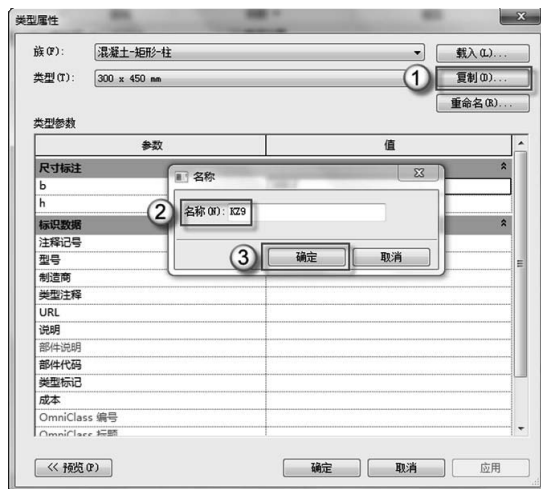 类型属性
族(F): 混凝土-矩形-柱 载入(L)...
类型(T): 300 x 450 mm ① 复制(D)...
重命名(R)...
类型参数
参数 值
尺寸标注
b
h
名称
② 名称(N): KZ9
③ 确定 取消
标识数据
注释记号
型号
制造商
类型注释
URL
说明
部件说明
部件代码
类型标记
成本
OmniClass 编号
OmniClass 标题
<< 预览(P) 确定 取消 应用